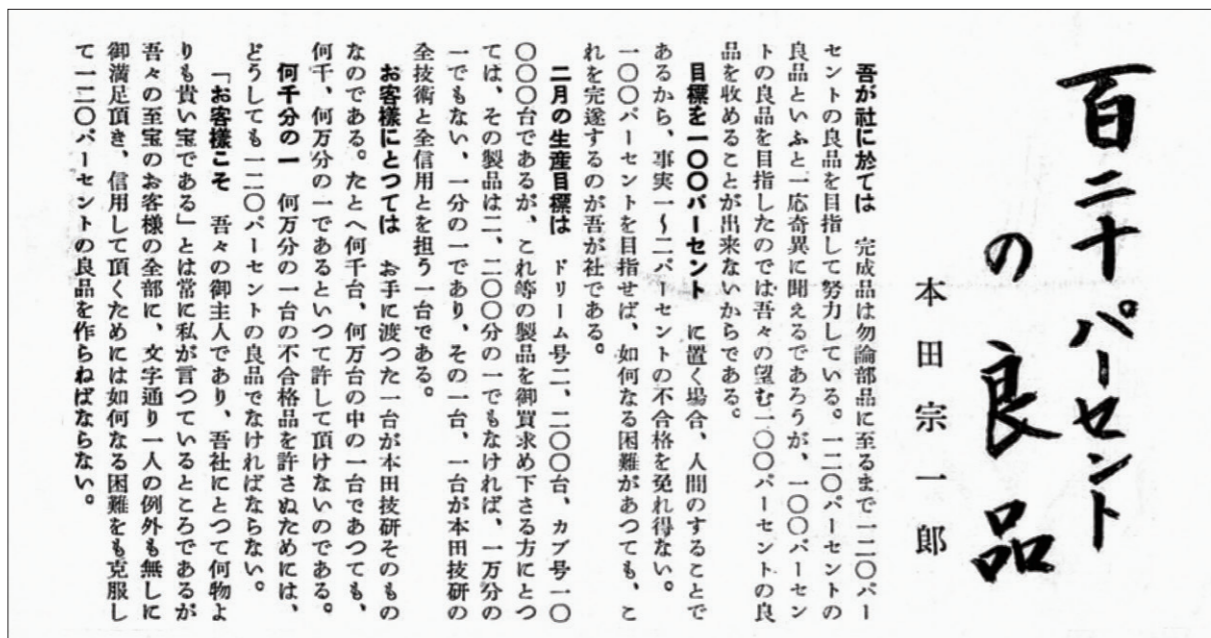 百二十パーセント
の良品
本田宗一郎
吾が社に於ては　完成品は勿論部品に至るまで一二〇パー
セントの良品を目指して努力している。一二〇パーセントの
良品といふと一応奇異に聞えるであろうが、一〇〇パーセン
トの良品を目指したのでは吾々の望む一〇〇パーセントの良
品を収めることが出来ないからである。
目標を一〇〇パーセント　に置く場合、人間のすることで
あるから、事実一〜二パーセントの不合格を免れ得ない。
一〇〇パーセントを目指せば、如何なる困難があつても、こ
れを完遂するのが吾が社である。
二月の生産目標は　ドリーム号二、二〇〇台、カブ号一〇
〇〇〇台であるが、これ等の製品を御買求め下さる方にとつ
ては、その製品は二、二〇〇分の一でもなければ、一万分の
一でもない、一分の一であり、その一台、一台が本田技研の
全技術と全信用とを担う一台である。
お客様にとつては　お手に渡つた一台が本田技研そのもの
なのである。たとへ何千台、何万台の中の一台であつても、
何千、何万分の一であるといつて許して頂けないのである。
何千分の一　何万分の一台の不合格品を許さぬためには、
どうしても一二〇パーセントの良品でなければならない。
「お客様こそ　吾々の御主人であり、吾社にとつて何物よ
りも貴い宝である」とは常に私が言つているところであるが
吾々の至宝のお客様の全部に、文字通り一人の例外も無しに
御満足頂き、信用して頂くためには如何なる困難をも克服し
て一二〇パーセントの良品を作らねばならない。